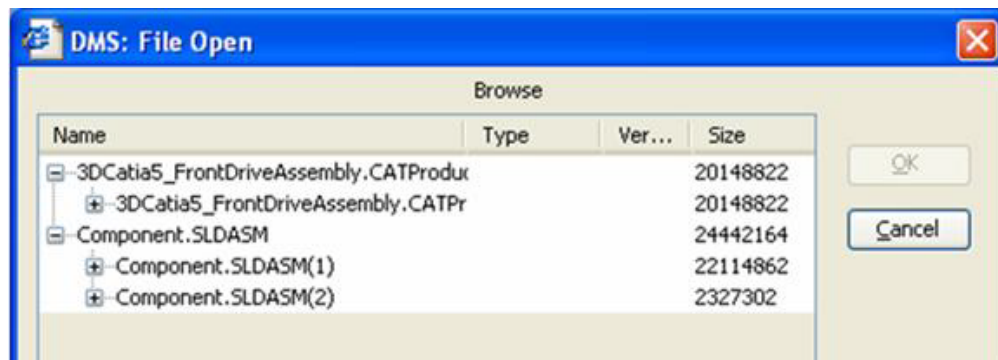 DMS: File Open
Browse
Name Type Ver... Size
3DCatia5_FrontDriveAssembly.CATProduc 20148822
3DCatia5_FrontDriveAssembly.CATPr 20148822
Component.SLDASM 24442164
Component.SLDASM(1) 22114862
Component.SLDASM(2) 2327302
OK
Cancel